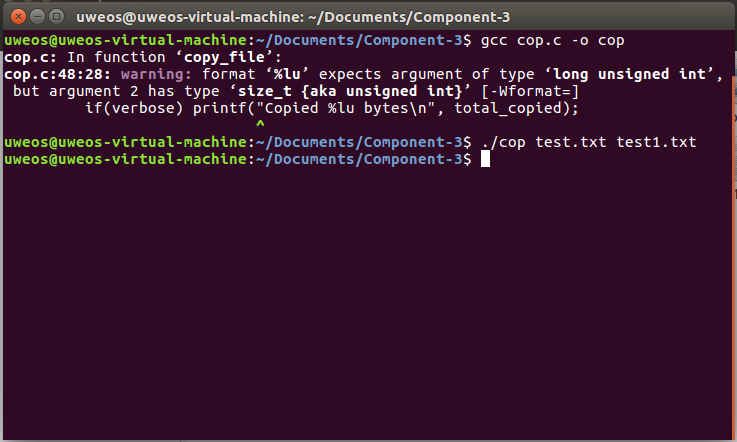 uweos@uweos-virtual-machine: ~/Documents/Component-3
uweos@uweos-virtual-machine:~/Documents/Component-3$ gcc cop.c -o cop
cop.c: In function ‘copy_file’:
cop.c:48:28: warning: format ‘%lu’ expects argument of type ‘long unsigned int’,
 but argument 2 has type ‘size_t {aka unsigned int}’ [-Wformat=]
         if(verbose) printf("Copied %lu bytes\n", total_copied);
                            ^
uweos@uweos-virtual-machine:~/Documents/Component-3$ ./cop test.txt test1.txt
uweos@uweos-virtual-machine:~/Documents/Component-3$